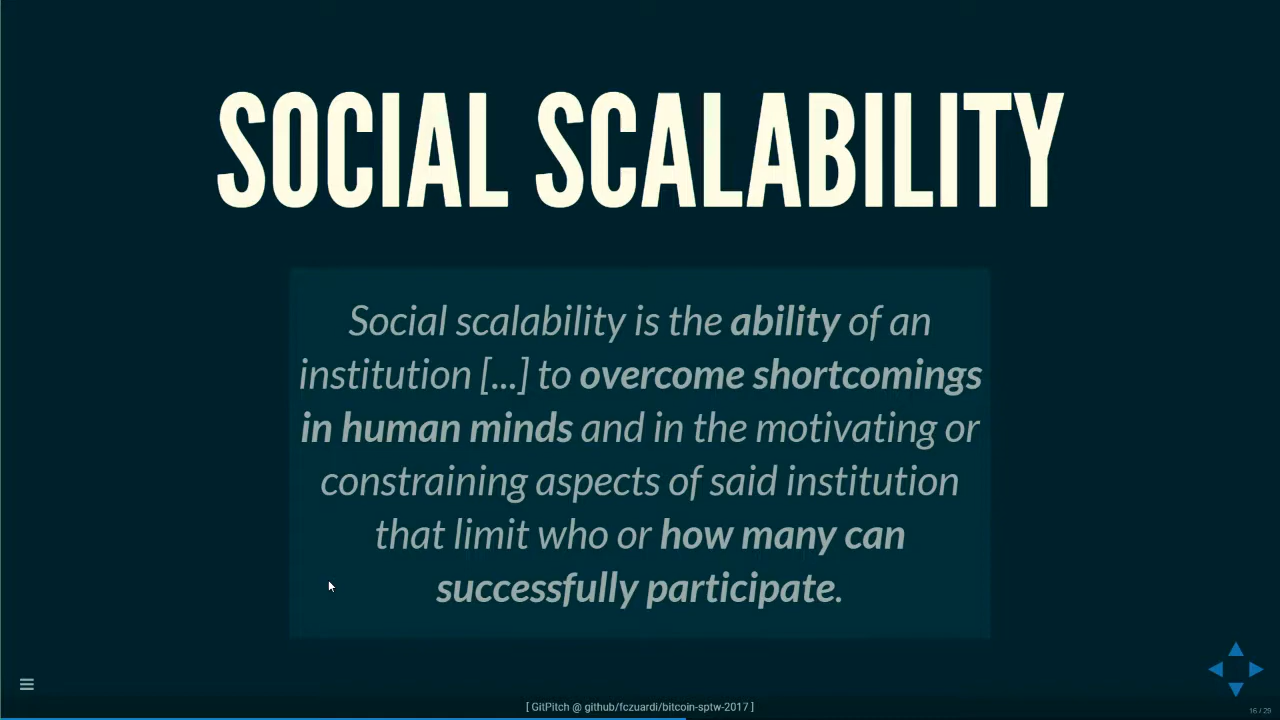 SOCIAL SCALABILITY
Social scalability is the ability of an
institution [...] to overcome shortcomings
in human minds and in the motivating or
constraining aspects of said institution
that limit who or how many can
successfully participate.
[ GitPitch @ github/fczuardi/bitcoin-sptw-2017 ]
16 / 29